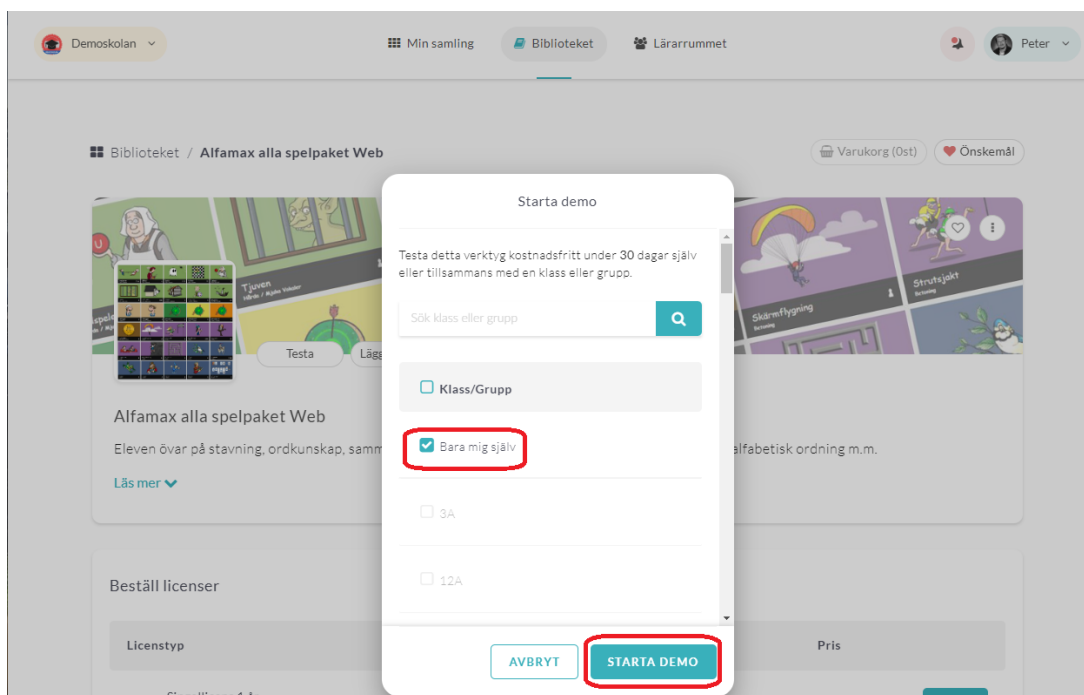 Demoskolan
Min samling
Biblioteket
Lärarrummet
Peter
Biblioteket / Alfamax alla spelpaket Web
Varukorg (0st)
Önskemål
Tjuven
Skärmflygning
Strutsjakt
Testa
Lägg
Alfamax alla spelpaket Web
Eleven övar på stavning, ordkunskap, samm
alfabetisk ordning m.m.
Läs mer
Starta demo
Testa detta verktyg kostnadsfritt under 30 dagar själv
eller tillsammans med en klass eller grupp.
Sök klass eller grupp
Klass/Grupp
Bara mig själv
3A
12A
AVBRYT
STARTA DEMO
Beställ licenser
Licenstyp
Pris